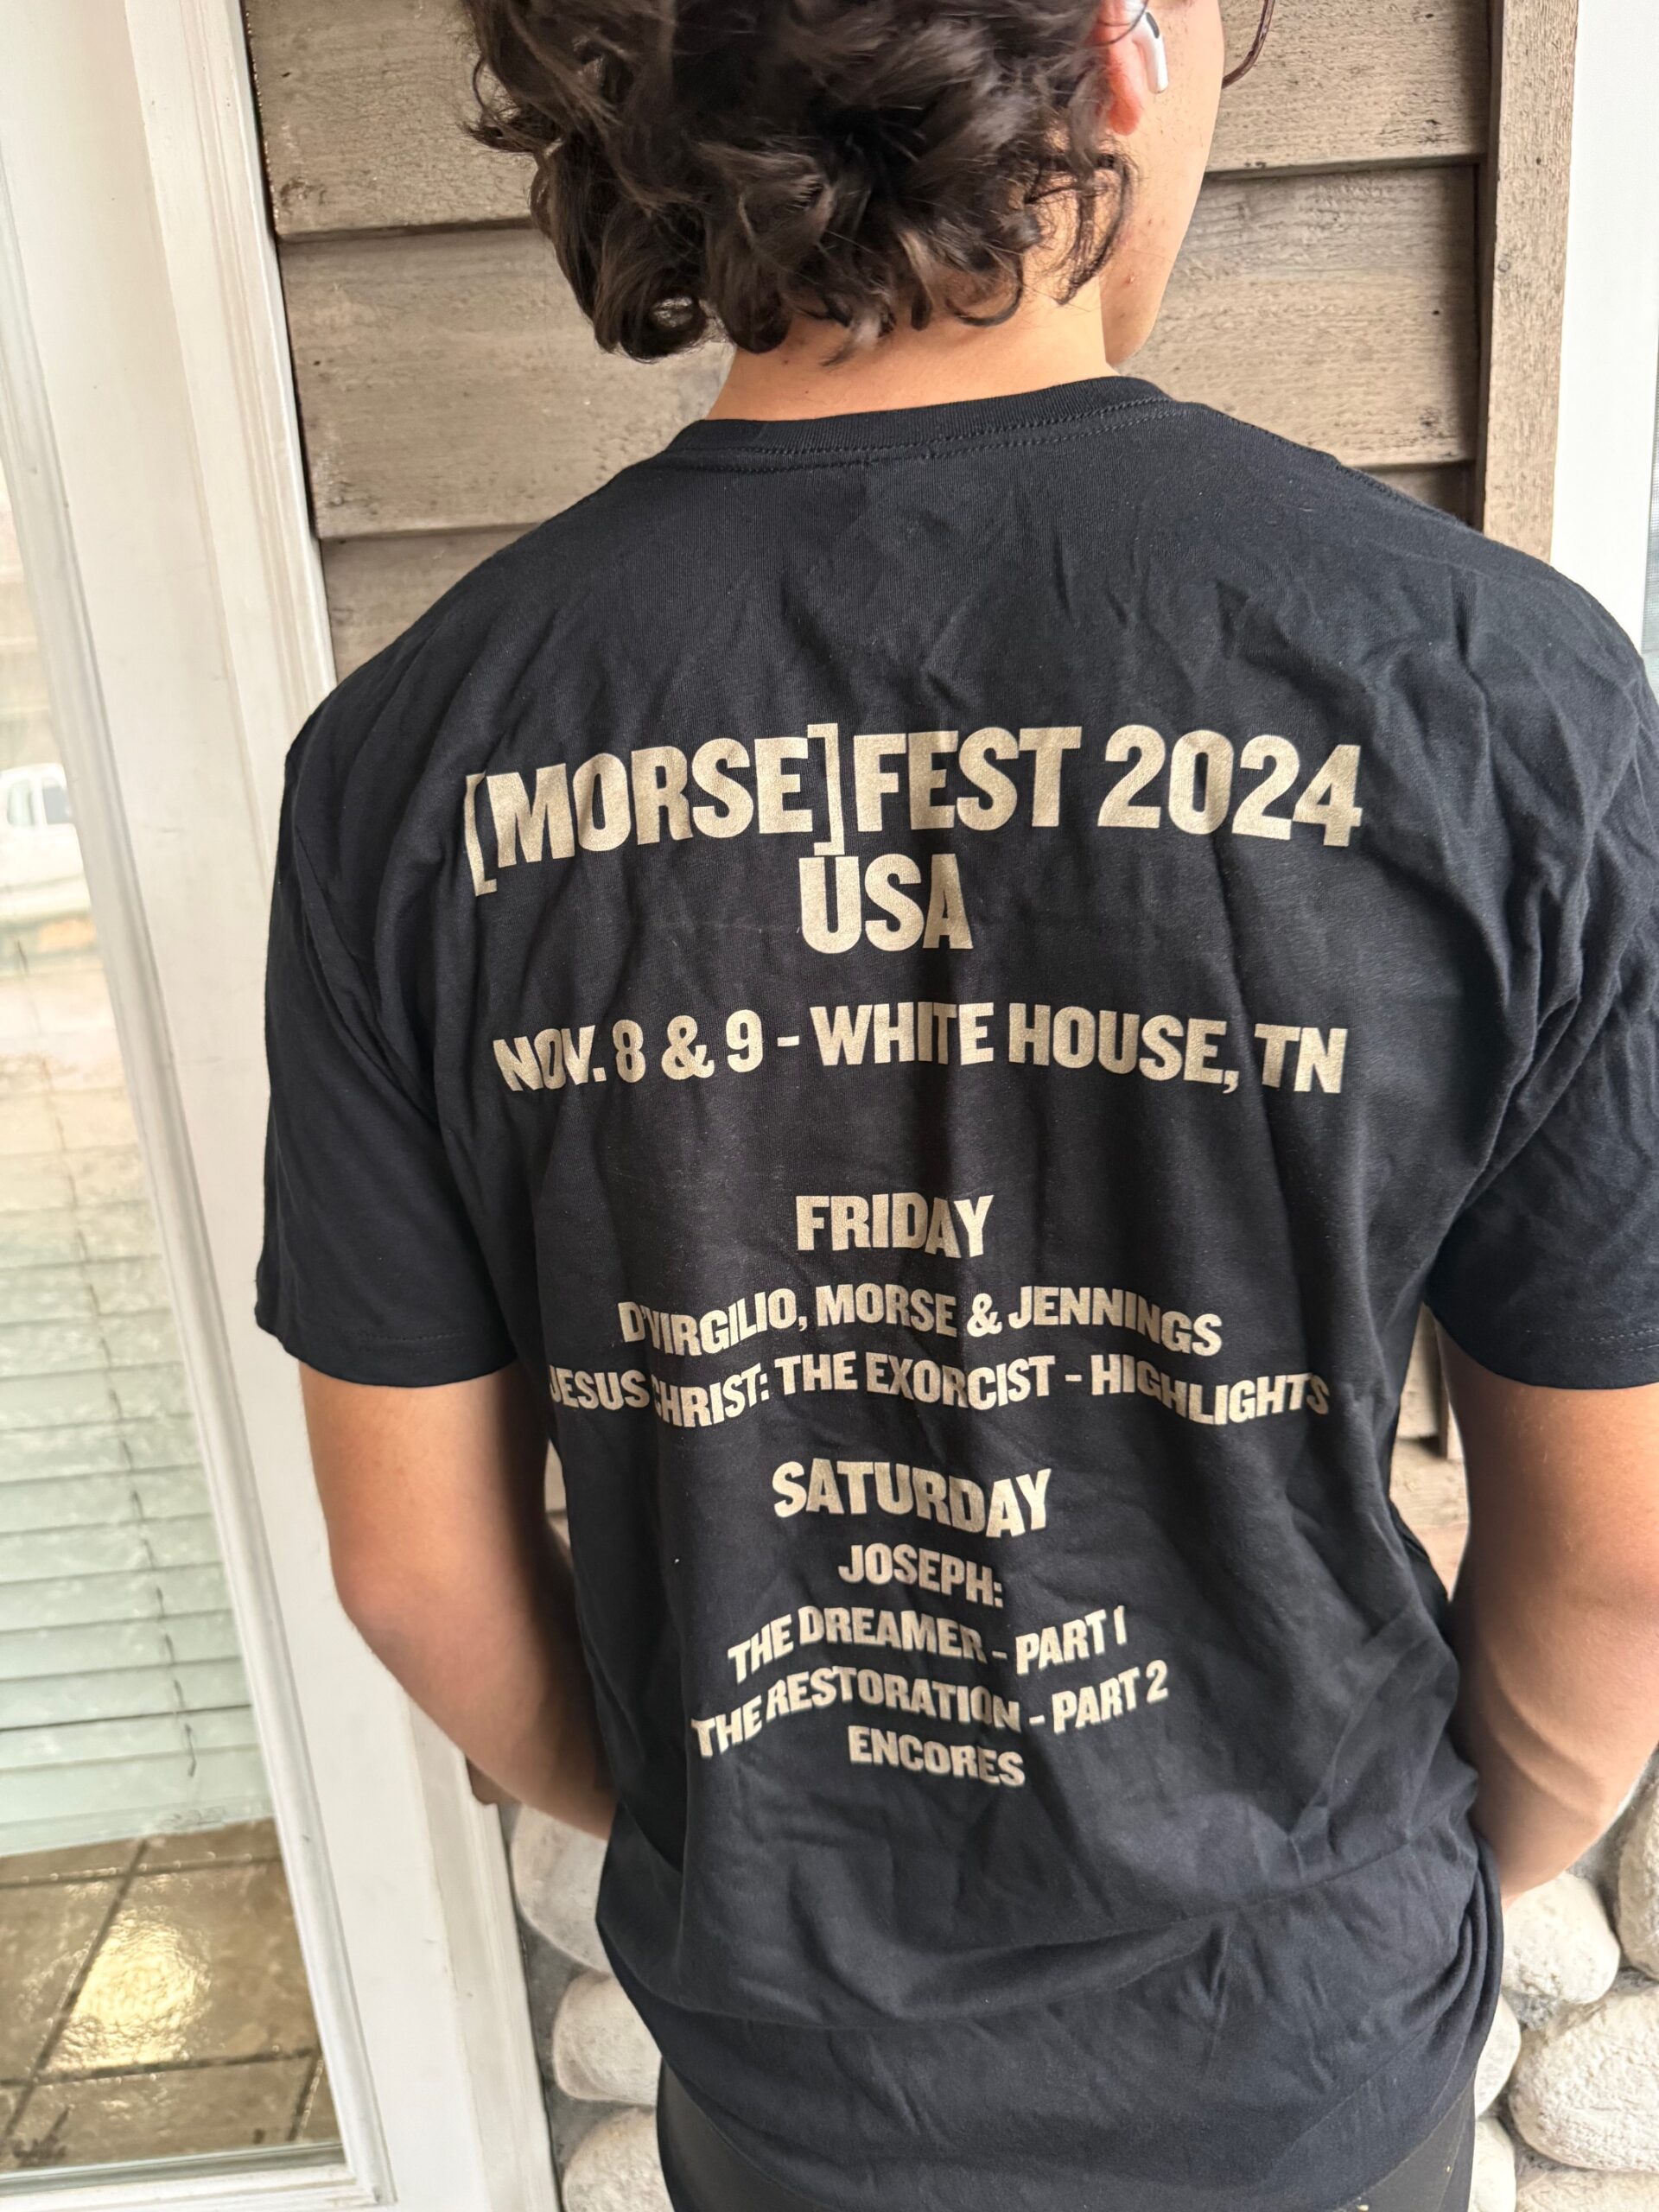 [MORSE]FEST 2024
USA
NOV. 8 & 9 - WHITE HOUSE, TN
FRIDAY
D'VIRGILIO, MORSE & JENNINGS
JESUS CHRIST: THE EXORCIST - HIGHLIGHTS
SATURDAY
JOSEPH:
THE DREAMER - PART 1
THE RESTORATION - PART 2
ENCORES